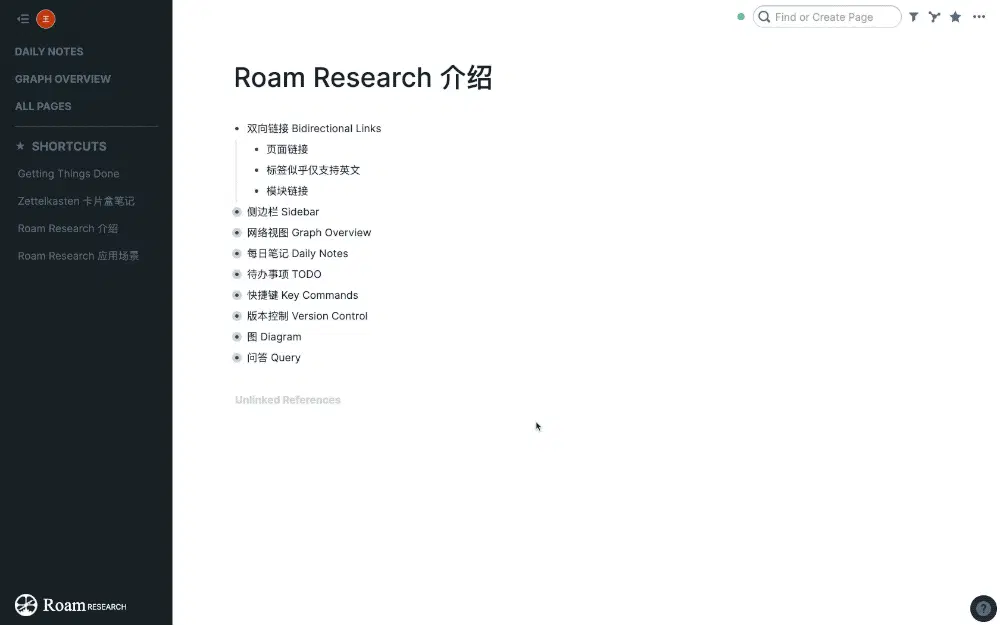 王
DAILY NOTES
GRAPH OVERVIEW
ALL PAGES
★ SHORTCUTS
Getting Things Done
Zettelkasten 卡片盒笔记
Roam Research 介绍
Roam Research 应用场景
Roam RESEARCH
Find or Create Page
Roam Research 介绍
双向链接 Bidirectional Links
页面链接
标签似乎仅支持英文
模块链接
侧边栏 Sidebar
网络视图 Graph Overview
每日笔记 Daily Notes
待办事项 TODO
快捷键 Key Commands
版本控制 Version Control
图 Diagram
问答 Query
Unlinked References
?